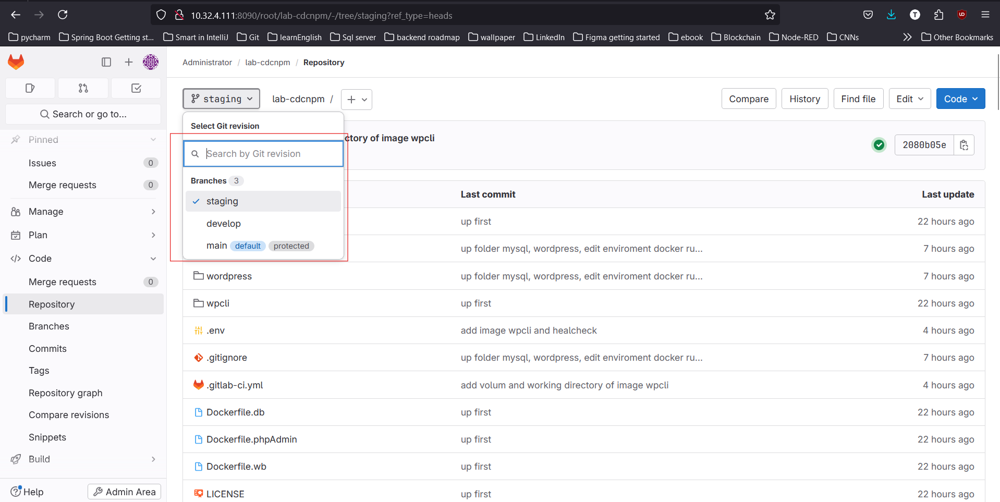 10.32.4.111:8090/root/lab-cdcnpm/-/tree/staging?ref_type=heads
T
pycharm
Spring Boot Getting st...
Smart in IntelliJ
Git
learnEnglish
Sql server
backend roadmap
wallpaper
LinkedIn
Figma getting started
ebook
Blockchain
Node-RED
CNNs
Other Bookmarks
Administrator / lab-cdcnpm / Repository
Search or go to...
Pinned
Issues 0
Merge requests 0
Manage
Plan
Code
Merge requests 0
Repository
Branches
Commits
Tags
Repository graph
Compare revisions
Snippets
Build
Help
Admin Area
staging
lab-cdcnpm /
Compare
History
Find file
Edit
Code
Select Git revision
Search by Git revision
Branches 3
staging
develop
main default protected
ctory of image wpcli
2080b05e
Last commit
Last update
up first 22 hours ago
up folder mysql, wordpress, edit enviroment docker ru... 7 hours ago
wordpress up folder mysql, wordpress, edit enviroment docker ru... 7 hours ago
wpcli up first 22 hours ago
.env add image wpcli and healcheck 4 hours ago
.gitignore up folder mysql, wordpress, edit enviroment docker ru... 7 hours ago
.gitlab-ci.yml add volum and working directory of image wpcli 4 hours ago
Dockerfile.db up first 22 hours ago
Dockerfile.phpAdmin up first 22 hours ago
Dockerfile.wb up first 22 hours ago
LICENSE up first 22 hours ago